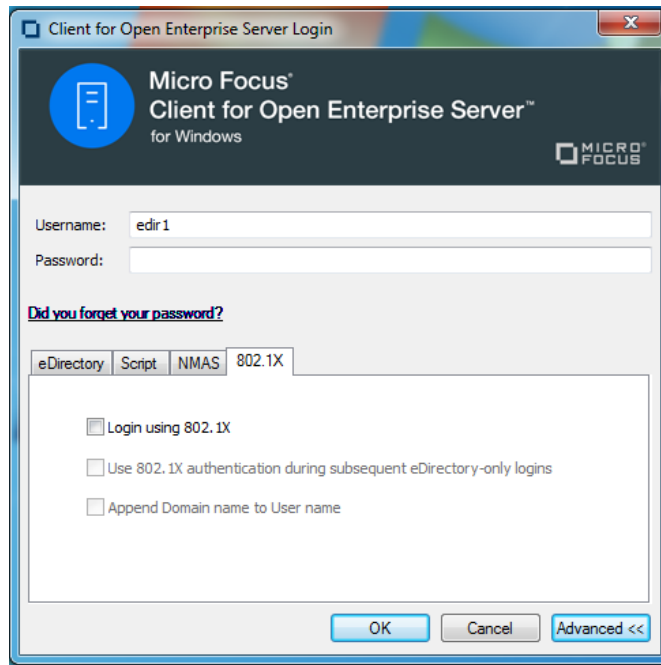 Client for Open Enterprise Server Login
Micro Focus®
Client for Open Enterprise Server™
for Windows
MICRO®
FOCUS
Username: edir1
Password:
Did you forget your password?
eDirectory Script NMAS 802.1X
Login using 802.1X
Use 802.1X authentication during subsequent eDirectory-only logins
Append Domain name to User name
OK Cancel Advanced <<